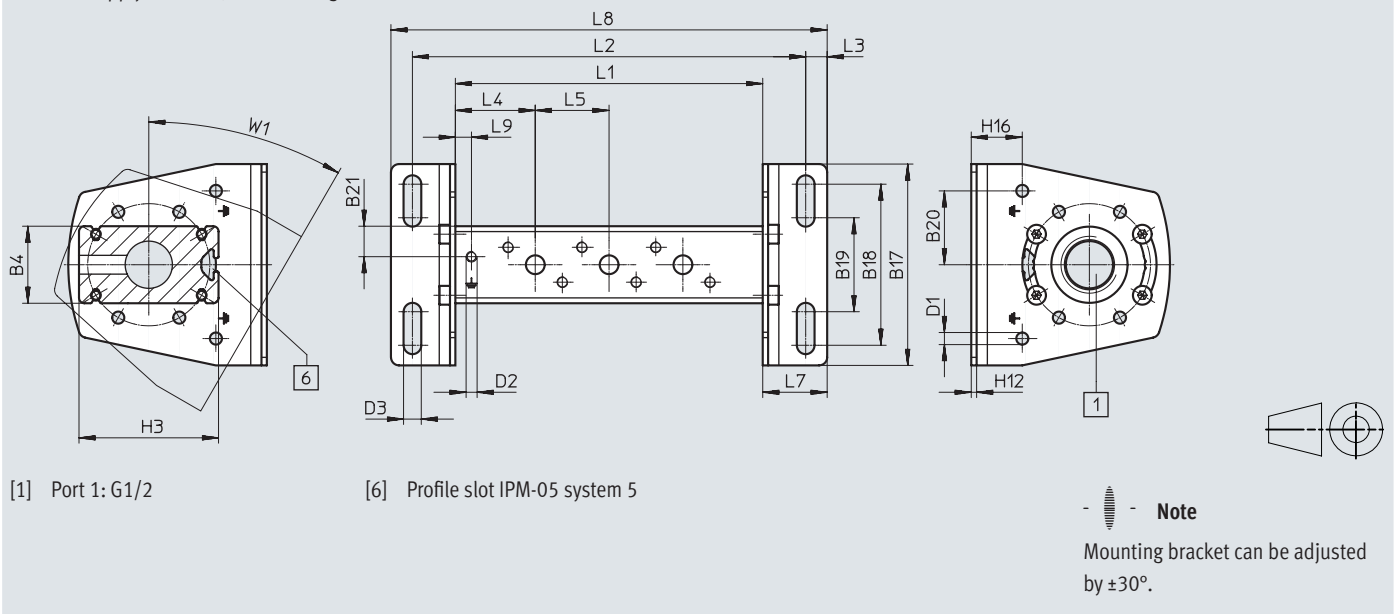 L8
L2
L3
L1
L4
L5
W1
L9
H16
B21
B4
B19
B18
B17
B20
D1
6
D2
L7
H12
1
D3
H3
[1] Port 1: G1/2
[6] Profile slot IPM-05 system 5
Note
Mounting bracket can be adjusted
by ±30°.